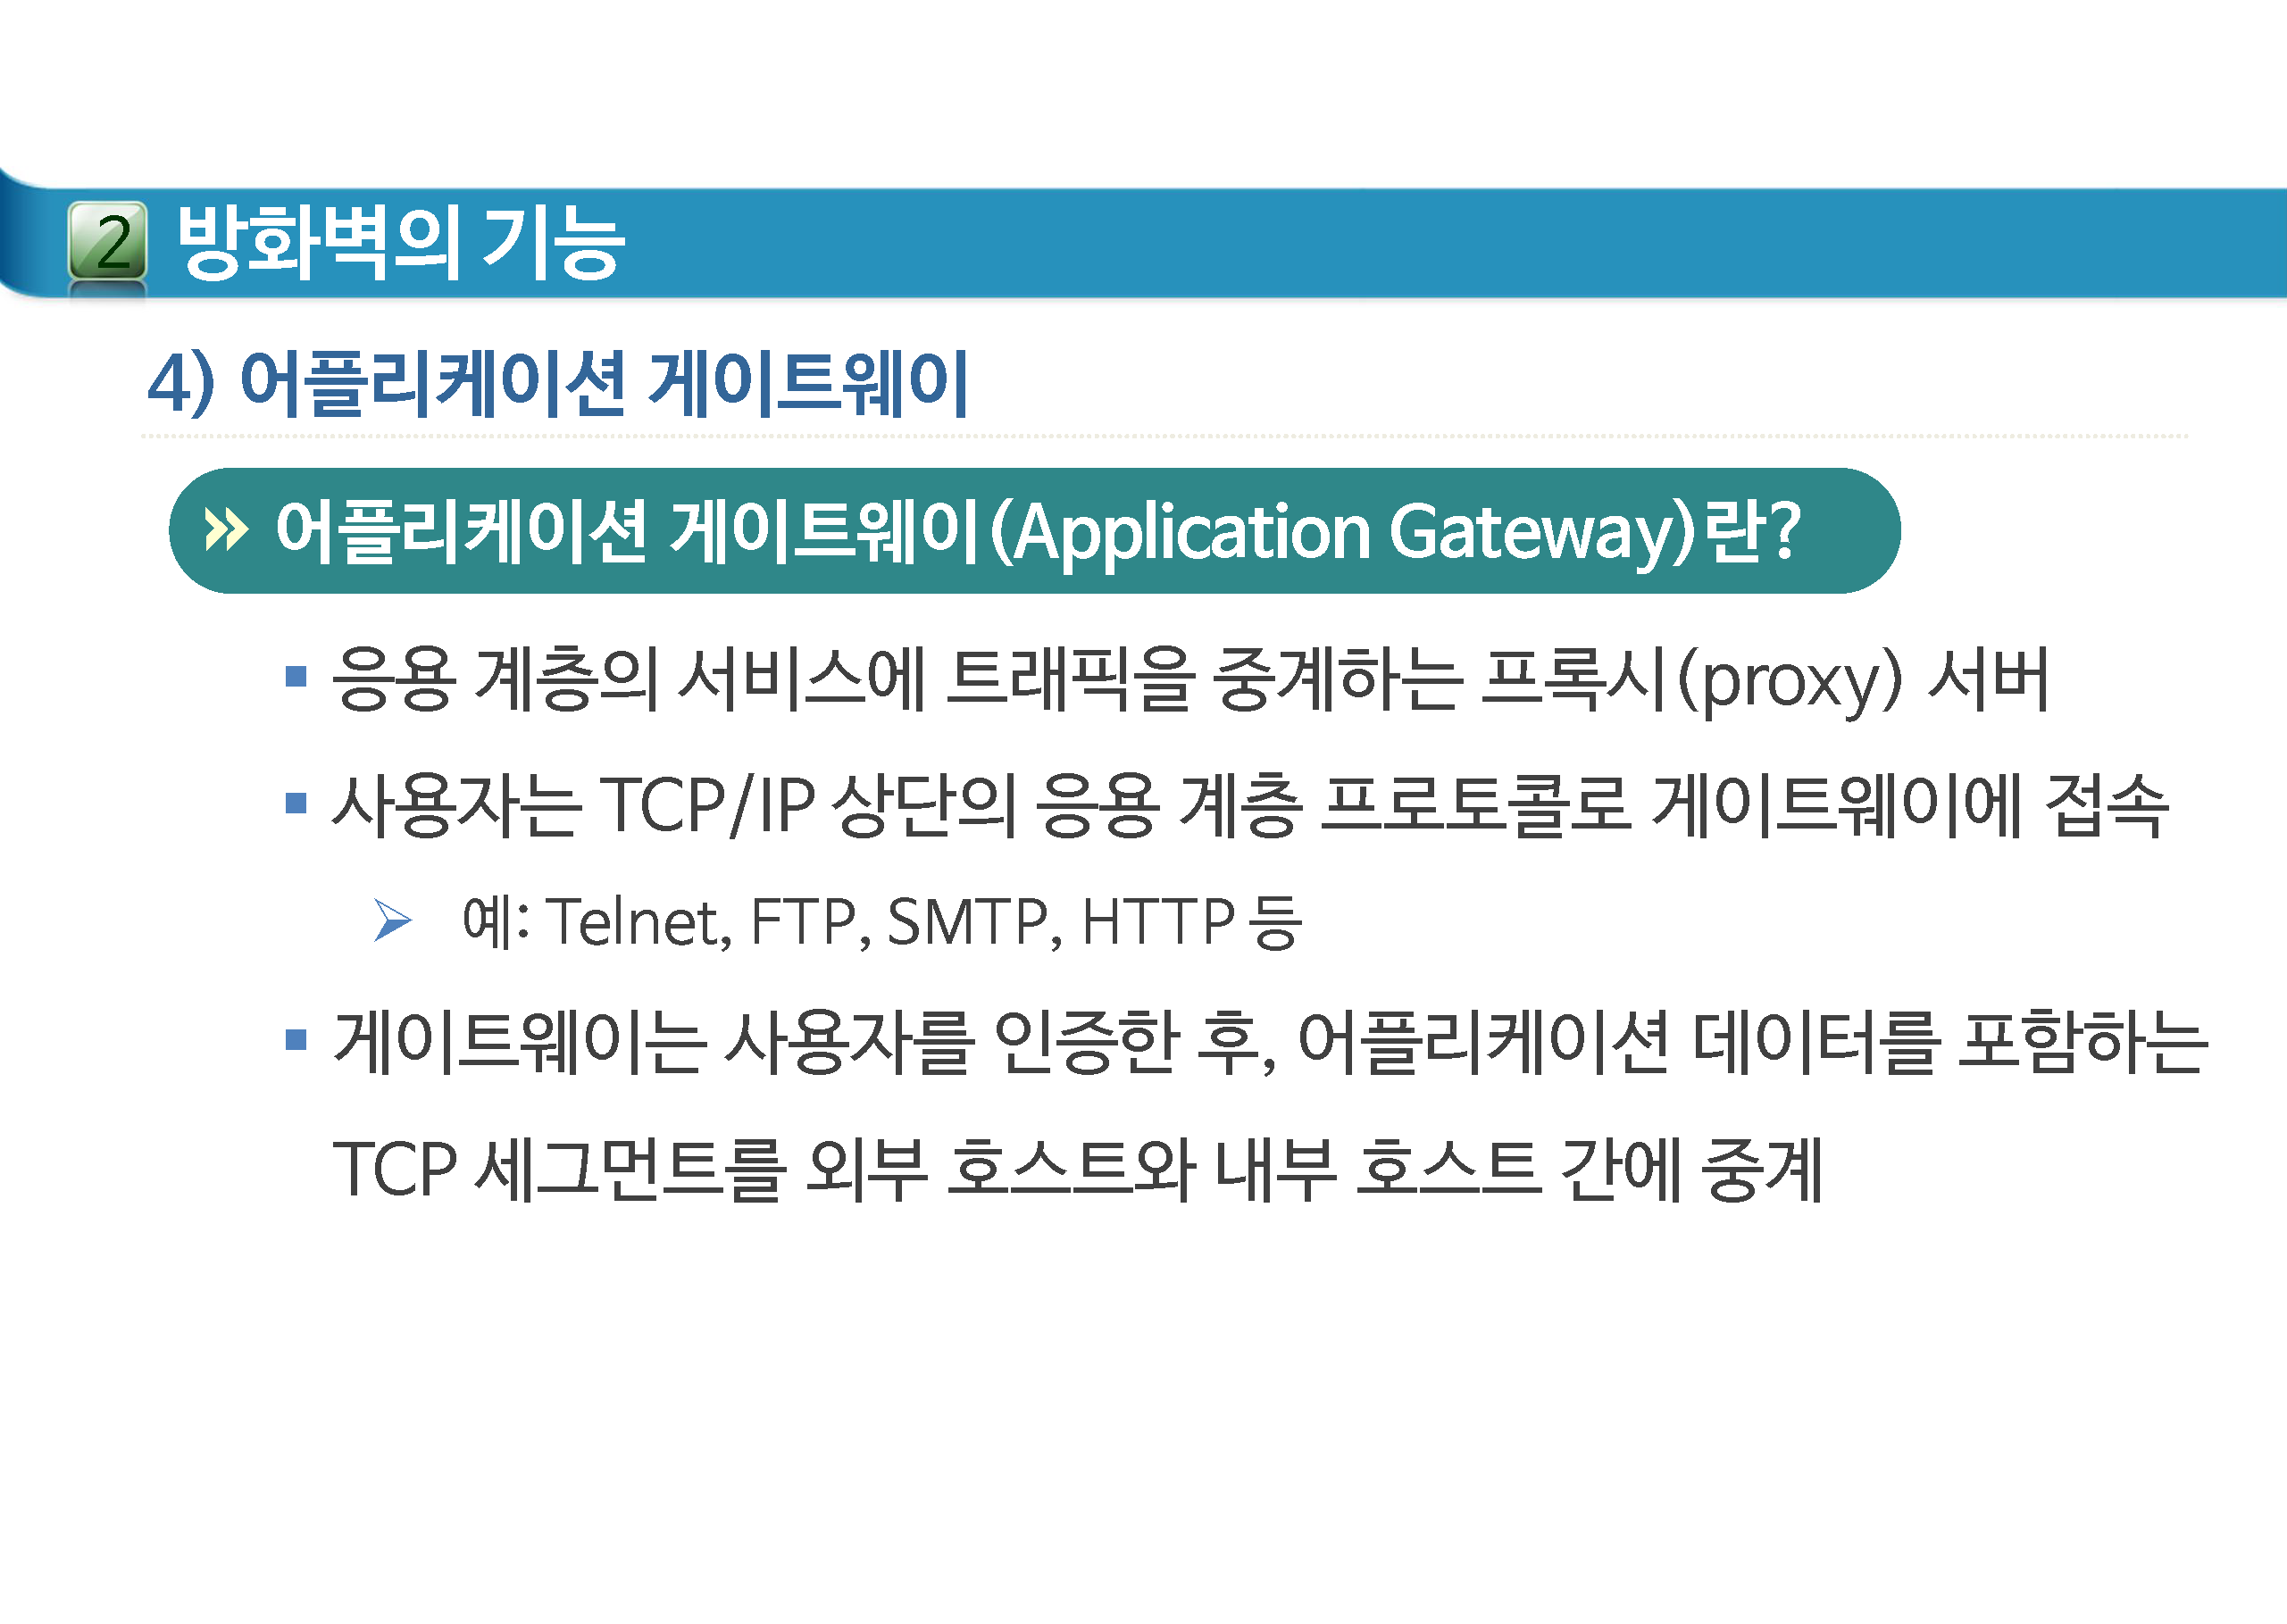 2 방화벽의 기능
4) 어플리케이션 게이트웨이
» 어플리케이션 게이트웨이(Application Gateway)란?
▪ 응용 계층의 서비스에 트래픽을 중계하는 프록시(proxy) 서버
▪ 사용자는 TCP/IP 상단의 응용 계층 프로토콜로 게이트웨이에 접속
➢ 예: Telnet, FTP, SMTP, HTTP 등
▪ 게이트웨이는 사용자를 인증한 후, 어플리케이션 데이터를 포함하는
TCP 세그먼트를 외부 호스트와 내부 호스트 간에 중계